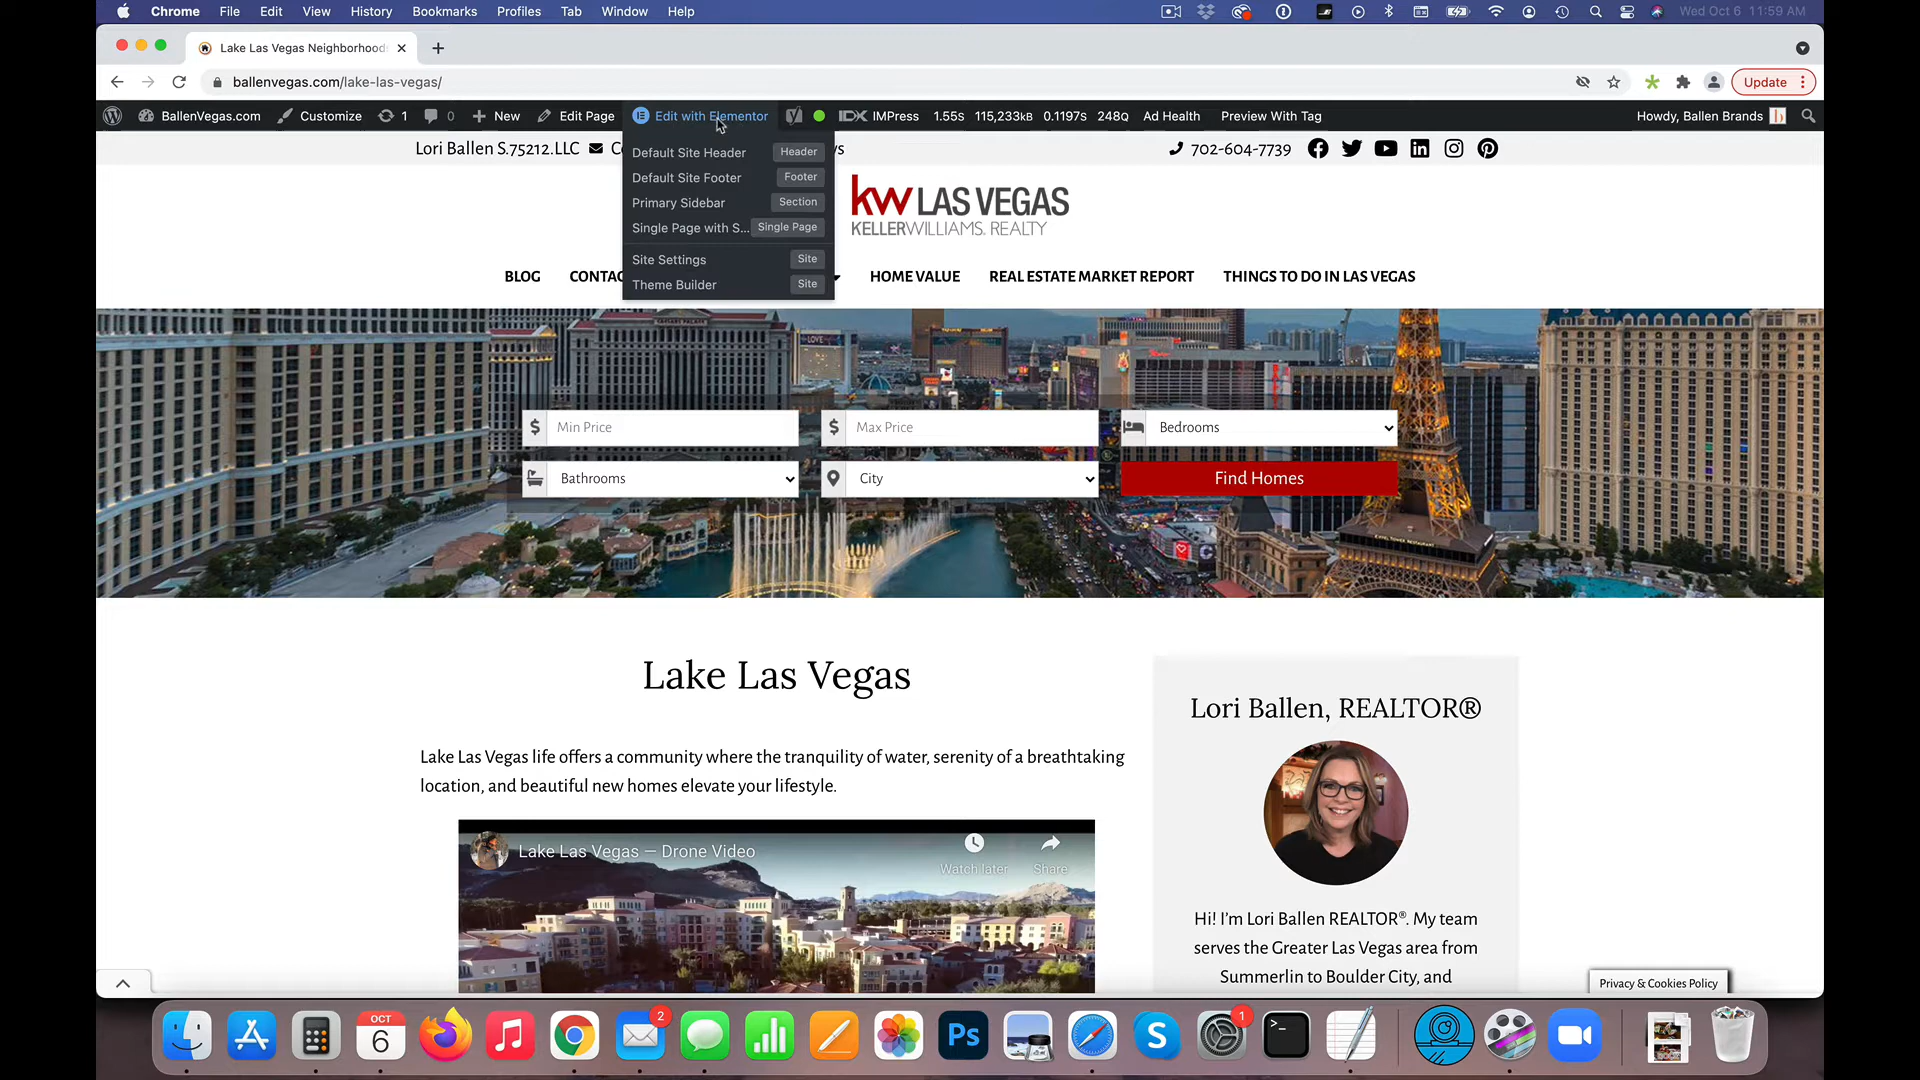 Chrome File Edit View History Bookmarks Profiles Tab Window Help Wed Oct 6 11:59 AM
Lake Las Vegas Neighborhood
ballenvegas.com/lake-las-vegas/ Update
BallenVegas.com Customize 1 0 New Edit Page Edit with Elementor IDX IMPress 1.55S 115,233KB 0.1197S 248Q Ad Health Preview With Tag Howdy, Ballen Brands
Lori Ballen S.75212.LLC 702-604-7739
Default Site Header Header
Default Site Footer Footer
Primary Sidebar Section
Single Page with S... Single Page
Site Settings Site
Theme Builder Site
kw LAS VEGAS
KELLERWILLIAMS. REALTY
BLOG HOME VALUE REAL ESTATE MARKET REPORT THINGS TO DO IN LAS VEGAS
$ Min Price $ Max Price Bedrooms
Bathrooms City Find Homes
Lake Las Vegas
Lake Las Vegas life offers a community where the tranquility of water, serenity of a breathtaking
location, and beautiful new homes elevate your lifestyle.
Lake Las Vegas — Drone Video
Watch later Share
Lori Ballen, REALTOR®
Hi! I'm Lori Ballen REALTOR®. My team
serves the Greater Las Vegas area from
Summerlin to Boulder City, and
Privacy & Cookies Policy
OCT
6
2
Ps
1